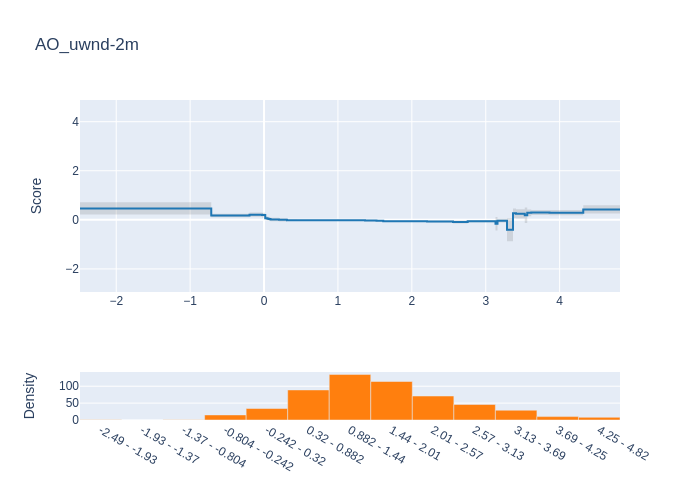 AO_uwnd-2m
Score
4
2
0
−2
−2
−1
0
1
2
3
4
Density
100
50
0
-2.49 - -1.93
-1.93 - -1.37
-1.37 - -0.804
-0.804 - -0.242
-0.242 - 0.32
0.32 - 0.882
0.882 - 1.44
1.44 - 2.01
2.01 - 2.57
2.57 - 3.13
3.13 - 3.69
3.69 - 4.25
4.25 - 4.82